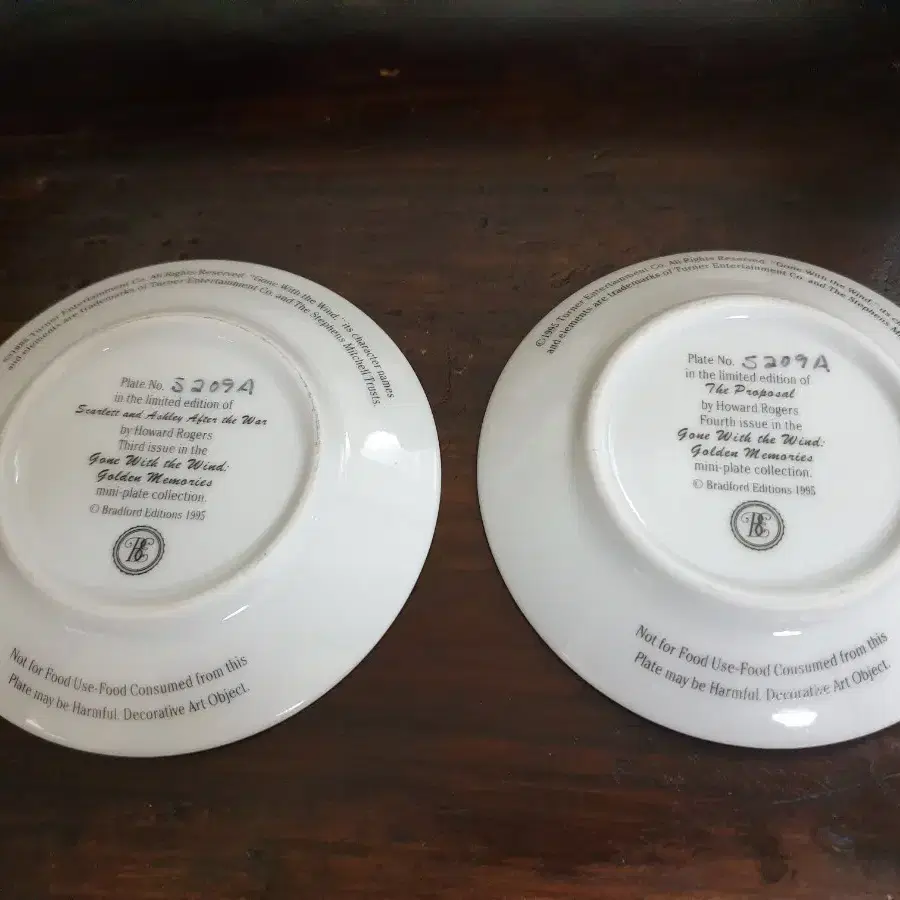 ©1995 Turner Entertainment Co. All Rights Reserved. "Gone With the Wind," its character names
and elements are trademarks of Turner Entertainment Co. and The Stephens Mitchell Trusts.
Plate No. 5209A
in the limited edition of
Scarlett and Ashley After the War
by Howard Rogers
Third issue in the
Gone With the Wind:
Golden Memories
mini-plate collection.
© Bradford Editions 1995
BE
Not for Food Use-Food Consumed from this
Plate may be Harmful. Decorative Art Object.
©1995 Turner Entertainment Co. All Rights Reserved. "Gone With the Wind," its
and elements are trademarks of Turner Entertainment Co. and The Stephens
Plate No. 5209A
in the limited edition of
The Proposal
by Howard Rogers
Fourth issue in the
Gone With the Wind:
Golden Memories
mini-plate collection.
© Bradford Editions 1995
BE
Not for Food Use-Food Consumed from this
Plate may be Harmful. Decorative Art Object.